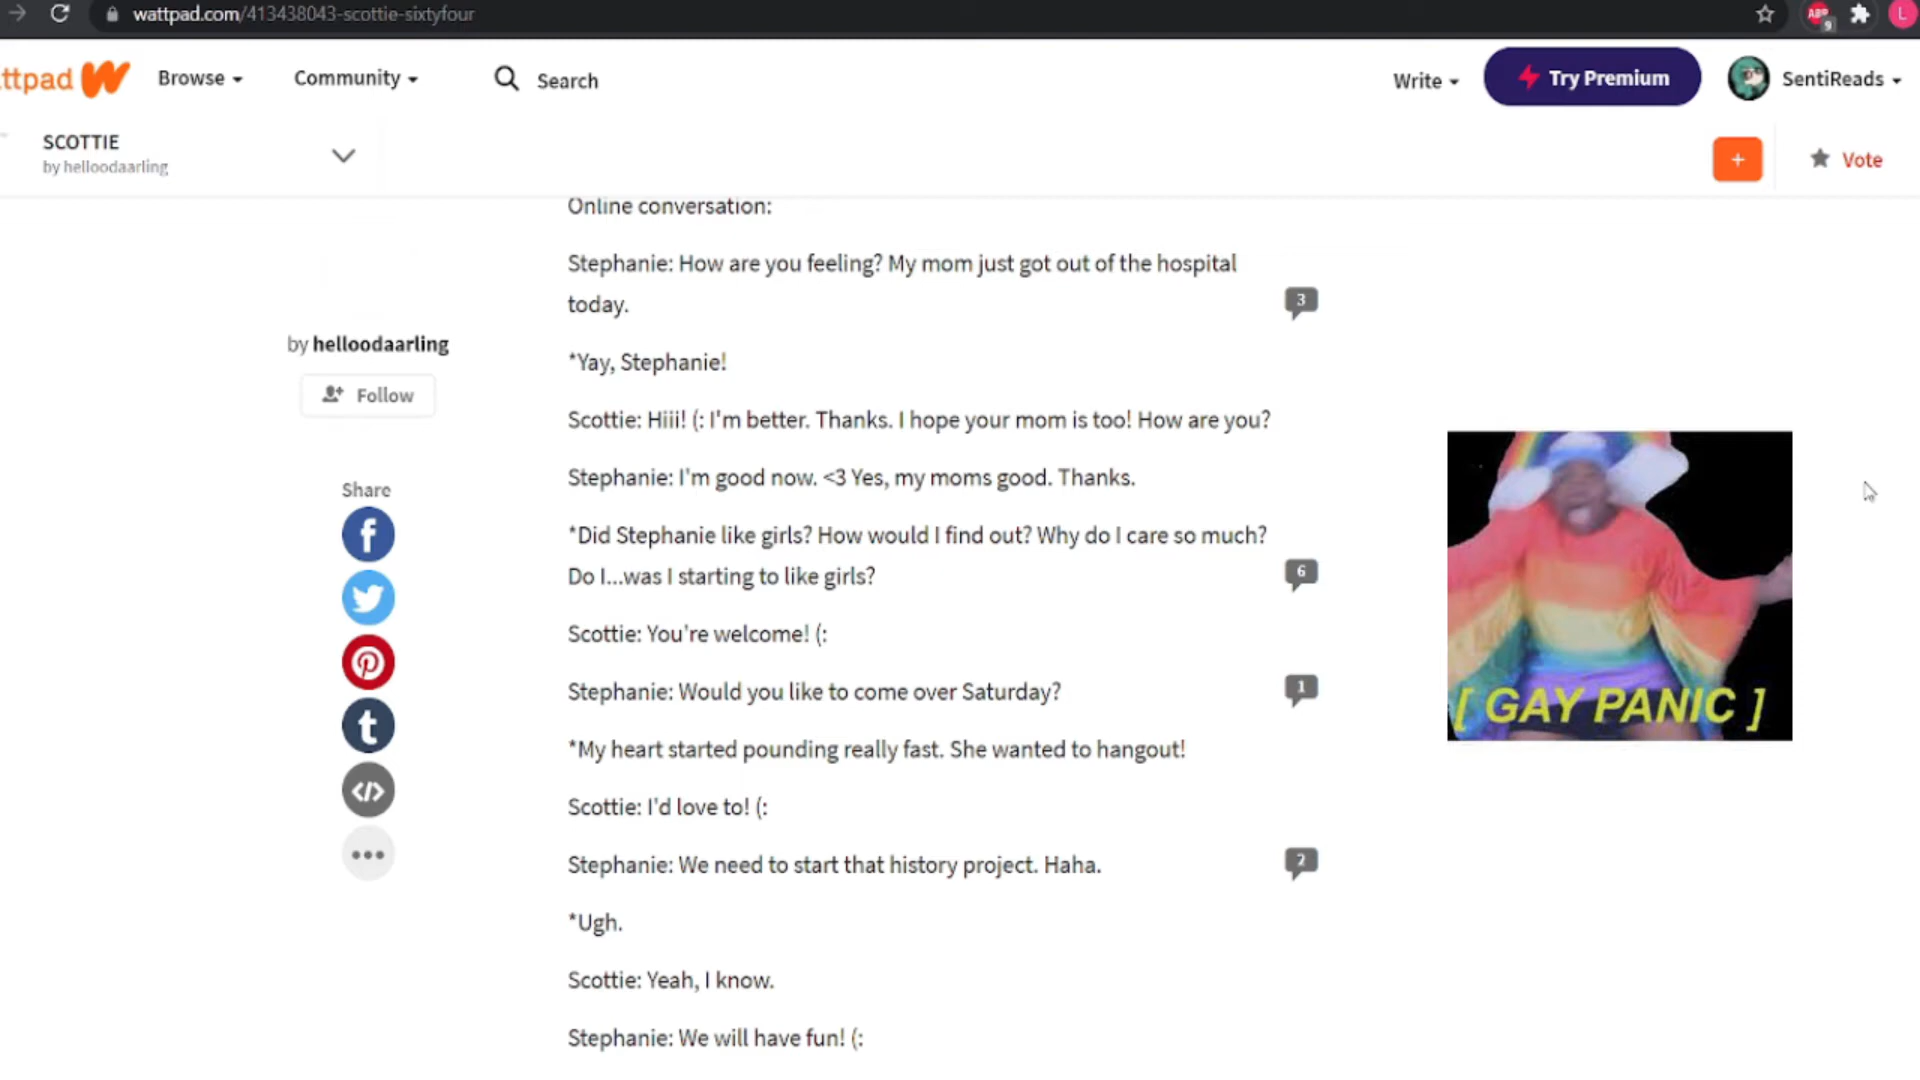 wattpad.com/413438043-scottie-sixtyfour
ABP
9
L
ttpad Browse Community Search Write Try Premium SentiReads
SCOTTIE
by helloodaarling
+ Vote
Online conversation:
Stephanie: How are you feeling? My mom just got out of the hospital
today.
3
*Yay, Stephanie!
by helloodaarling
Follow
Scottie: Hiii! (: I'm better. Thanks. I hope your mom is too! How are you?
Stephanie: I'm good now. <3 Yes, my moms good. Thanks.
Share
*Did Stephanie like girls? How would I find out? Why do I care so much?
Do I...was I starting to like girls?
6
Scottie: You're welcome! (:
Stephanie: Would you like to come over Saturday?
1
[ GAY PANIC ]
*My heart started pounding really fast. She wanted to hangout!
Scottie: I'd love to! (:
Stephanie: We need to start that history project. Haha.
2
*Ugh.
Scottie: Yeah, I know.
Stephanie: We will have fun! (: